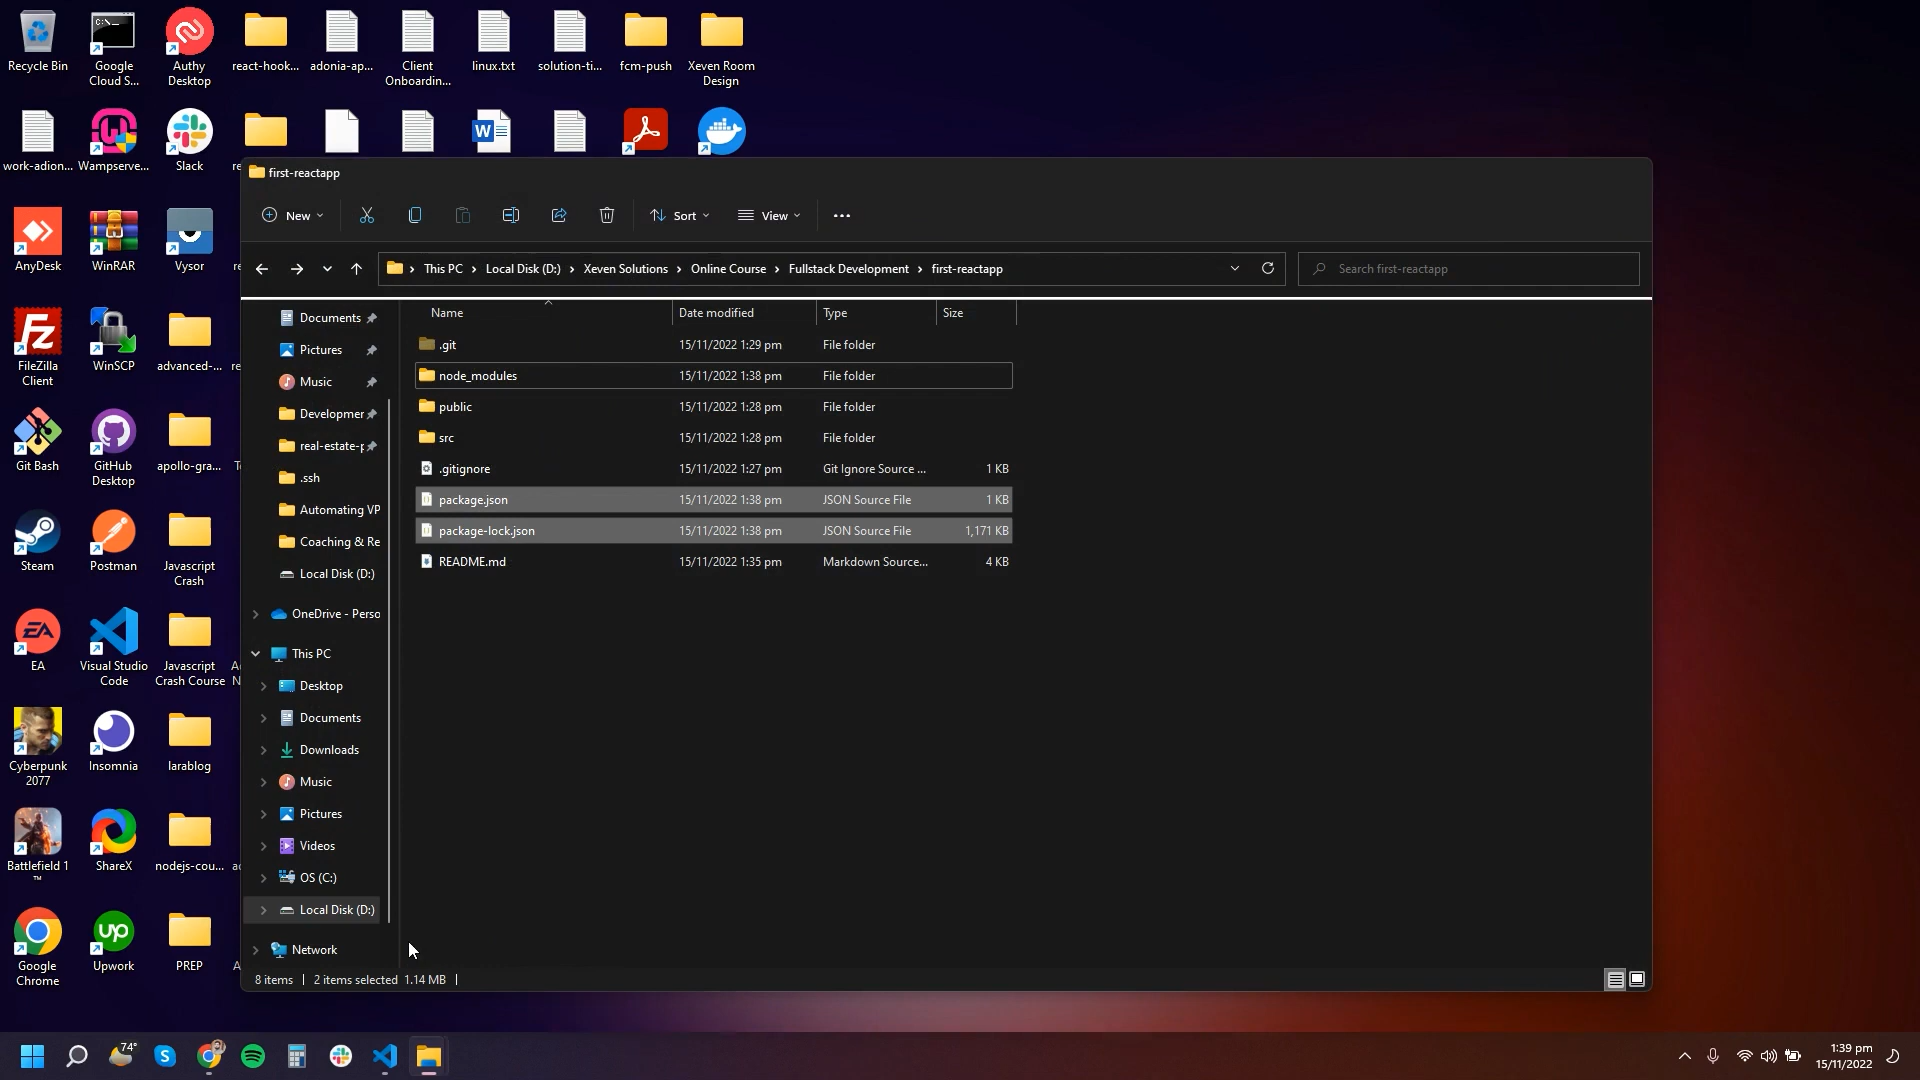 Recycle Bin
Google
Cloud S...
Authy
Desktop
react-hook...
adonia-ap...
Client
Onboardin...
linux.txt
solution-ti...
fcm-push
Xeven Room
Design
work-adion...
Wampserve...
Slack
re
first-reactapp
New
Sort
View
AnyDesk
WinRAR
Vysor
re
This PC
Local Disk (D:)
Xeven Solutions
Online Course
Fullstack Development
first-reactapp
Search first-reactapp
FileZilla
Client
WinSCP
advanced-...
re
Git Bash
GitHub
Desktop
apollo-gra...
Steam
Postman
Javascript
Crash
EA
Visual Studio
Code
Javascript
Crash Course
A
N
Cyberpunk
2077
Insomnia
larablog
Battlefield 1
™
ShareX
nodejs-cou...
Google
Chrome
Upwork
PREP
A
Documents
Pictures
Music
Developmer
real-estate-p
.ssh
Automating VP
Coaching & Re
Local Disk (D:)
OneDrive - Perso
This PC
Desktop
Documents
Downloads
Music
Pictures
Videos
OS (C:)
Local Disk (D:)
Network
Name Date modified Type Size
.git 15/11/2022 1:29 pm File folder
node_modules 15/11/2022 1:38 pm File folder
public 15/11/2022 1:28 pm File folder
src 15/11/2022 1:28 pm File folder
.gitignore 15/11/2022 1:27 pm Git Ignore Source ... 1 KB
package.json 15/11/2022 1:38 pm JSON Source File 1 KB
package-lock.json 15/11/2022 1:38 pm JSON Source File 1,171 KB
README.md 15/11/2022 1:35 pm Markdown Source... 4 KB
8 items 2 items selected 1.14 MB
74°
1:39 pm
15/11/2022